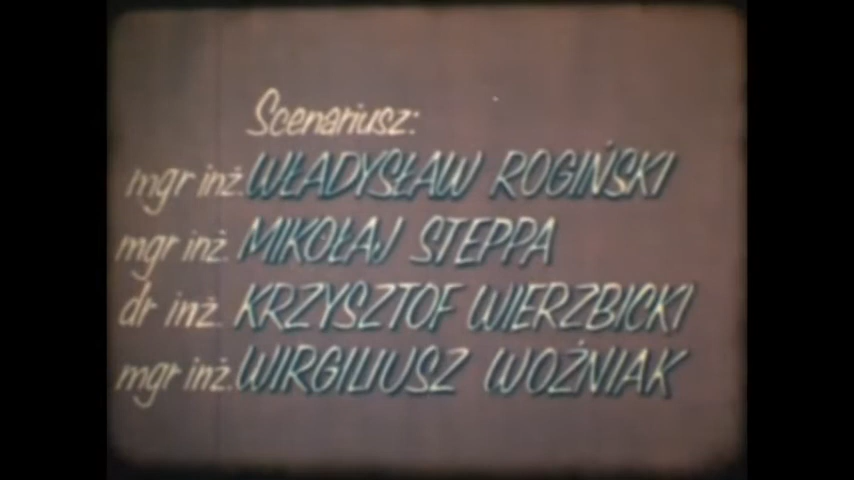 Scenariusz:
mgr inż. WŁADYSŁAW ROGIŃSKI
mgr inż. MIKOŁAJ STEPPA
dr inż. KRZYSZTOF WIERZBICKI
mgr inż. WIRGILIUSZ WOŹNIAK